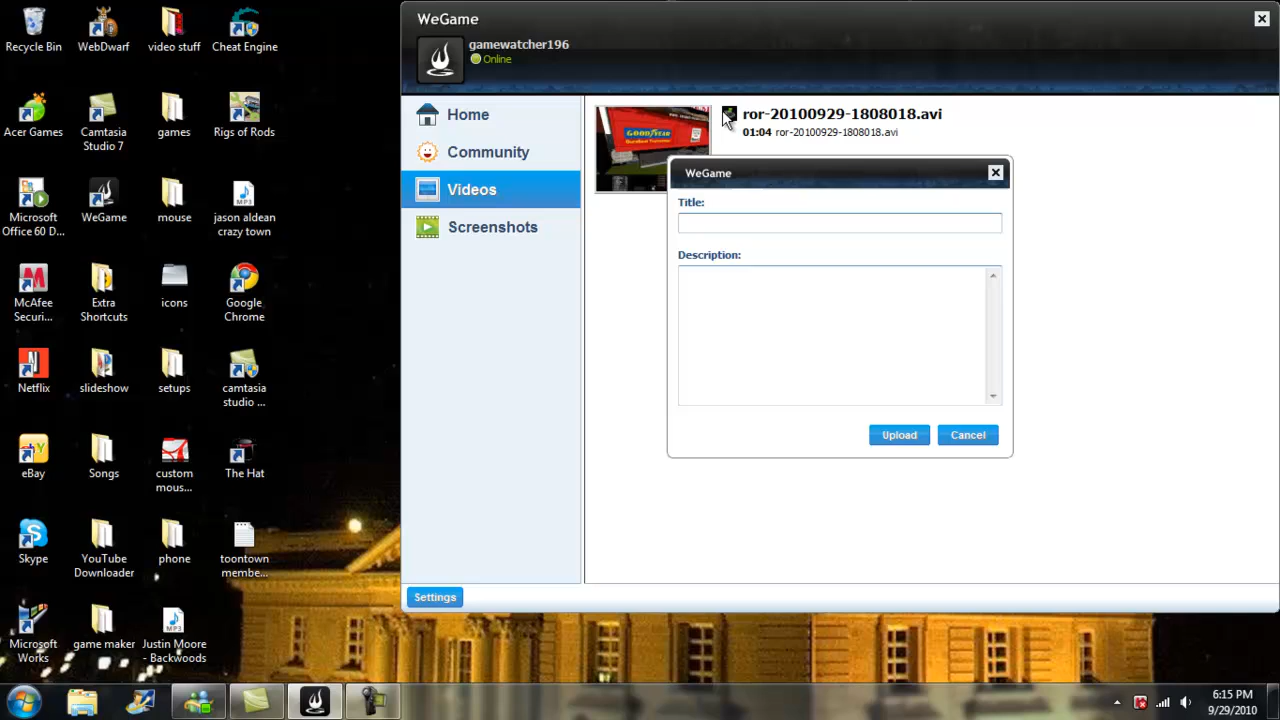 WeGame
gamewatcher196
Online
Home
Community
Videos
Screenshots
ror-20100929-1808018.avi
01:04 ror-20100929-1808018.avi
GOODYEAR
WeGame
Title:
Description:
Upload
Cancel
Settings
Recycle Bin
WebDwarf
video stuff
Cheat Engine
Acer Games
Camtasia
Studio 7
games
Rigs of Rods
Microsoft
Office 60 D...
WeGame
mouse
jason aldean
crazy town
McAfee
Securi...
Extra
Shortcuts
icons
Google
Chrome
Netflix
slideshow
setups
camtasia
studio ...
eBay
Songs
custom
mous...
The Hat
Skype
YouTube
Downloader
phone
toontown
membe...
Microsoft
Works
game maker
MP3
Justin Moore
- Backwoods
6:15 PM
9/29/2010